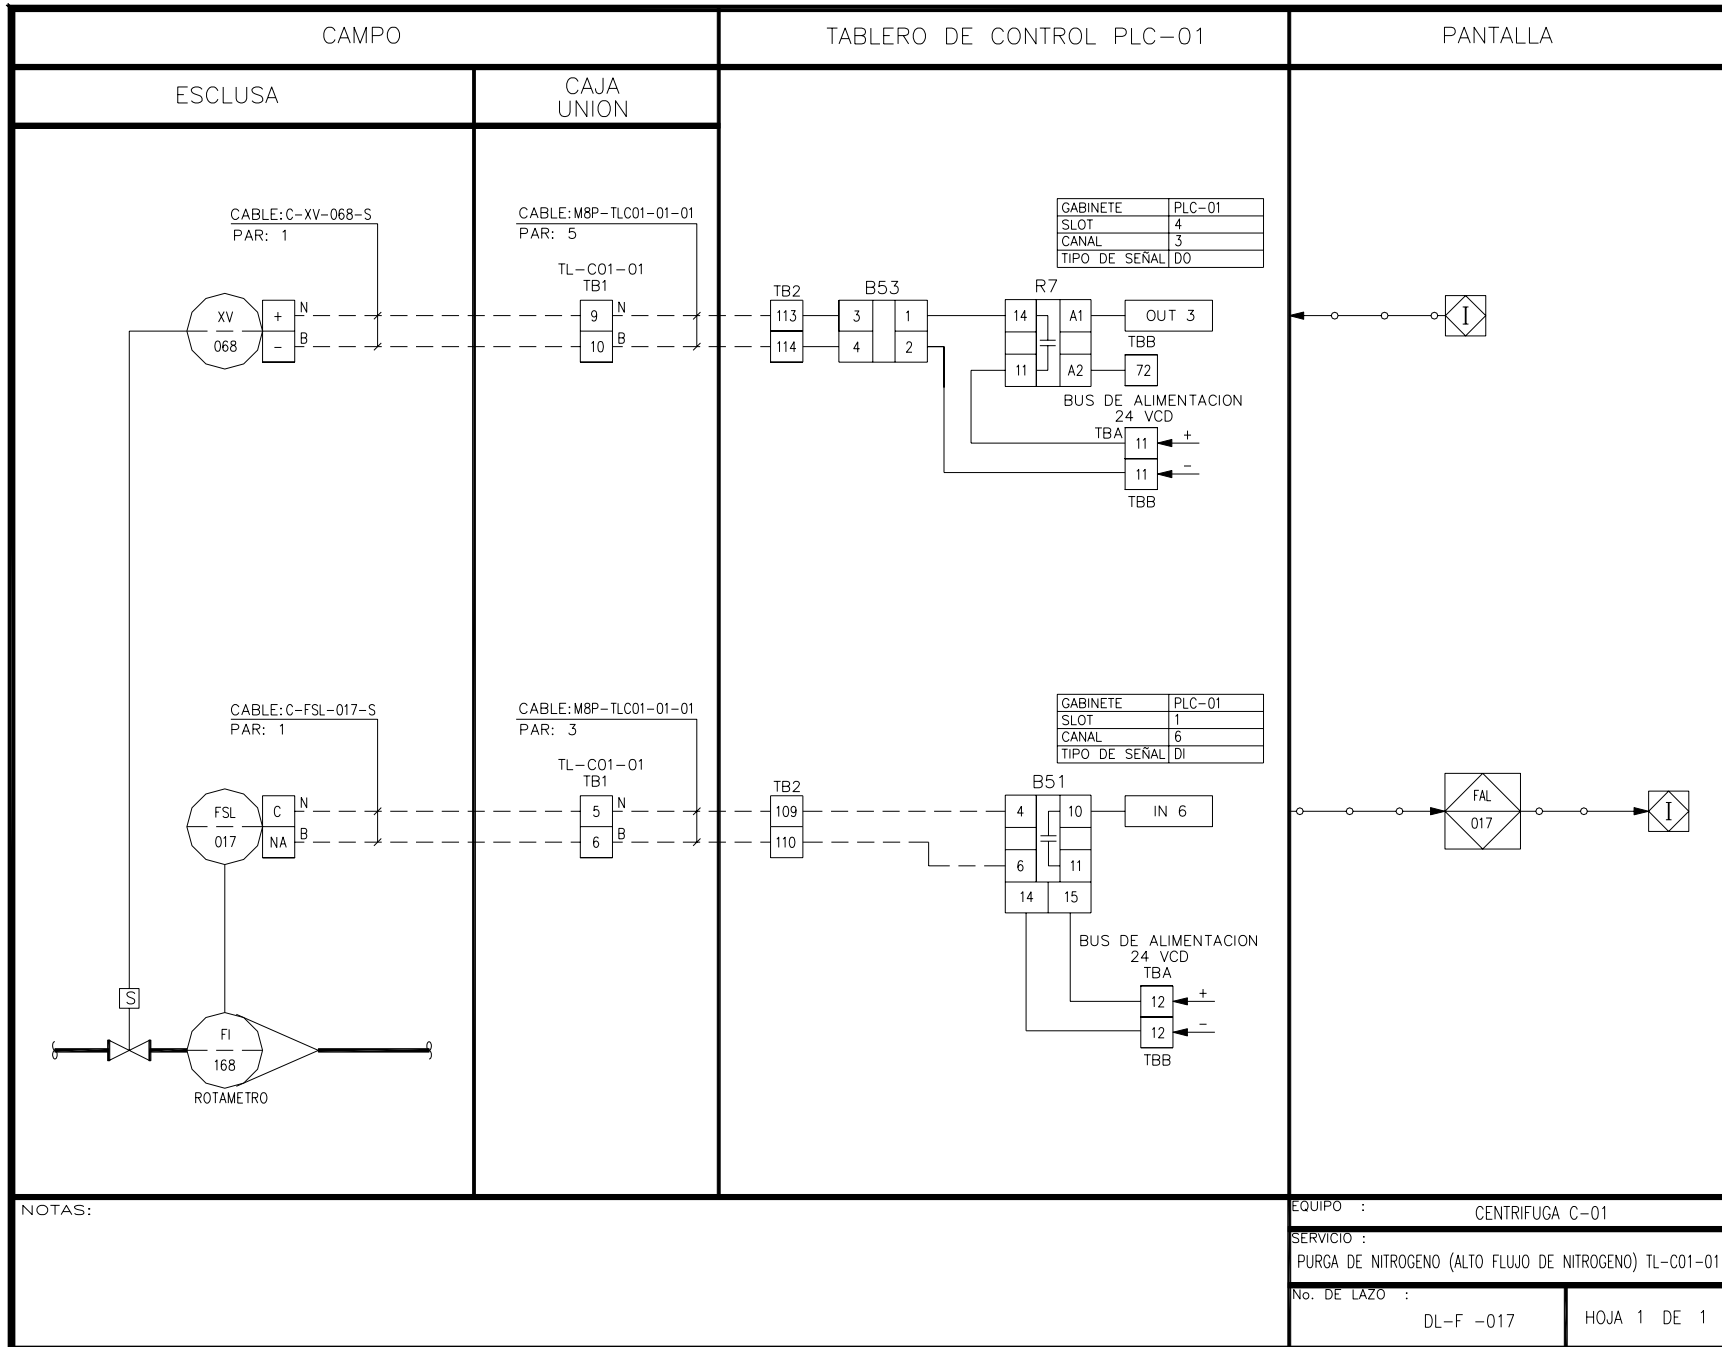 CAMPO
TABLERO DE CONTROL PLC-01
PANTALLA
ESCLUSA
CAJA
UNION
CABLE:C-XV-068-S
PAR: 1
CABLE:M8P-TLC01-01-01
PAR: 5
GABINETE PLC-01
SLOT 4
CANAL 3
TIPO DE SEÑAL DO
TL-C01-01
TB1
TB2
B53
R7
XV
068
+ N
- B
9 N
10 B
113
114
3 1
4 2
14 A1
11 A2
OUT 3
TBB
72
I
BUS DE ALIMENTACION
24 VCD
TBA
11 +
11 -
TBB
CABLE:C-FSL-017-S
PAR: 1
CABLE:M8P-TLC01-01-01
PAR: 3
GABINETE PLC-01
SLOT 1
CANAL 6
TIPO DE SEÑAL DI
TL-C01-01
TB1
TB2
B51
FSL
017
C N
NA B
5 N
6 B
109
110
4 10
6 11
14 15
IN 6
FAL
017
I
BUS DE ALIMENTACION
24 VCD
TBA
12 +
12 -
TBB
S
FI
168
ROTAMETRO
NOTAS:
EQUIPO :
CENTRIFUGA C-01
SERVICIO :
PURGA DE NITROGENO (ALTO FLUJO DE NITROGENO) TL-C01-01
No. DE LAZO :
DL-F -017
HOJA 1 DE 1